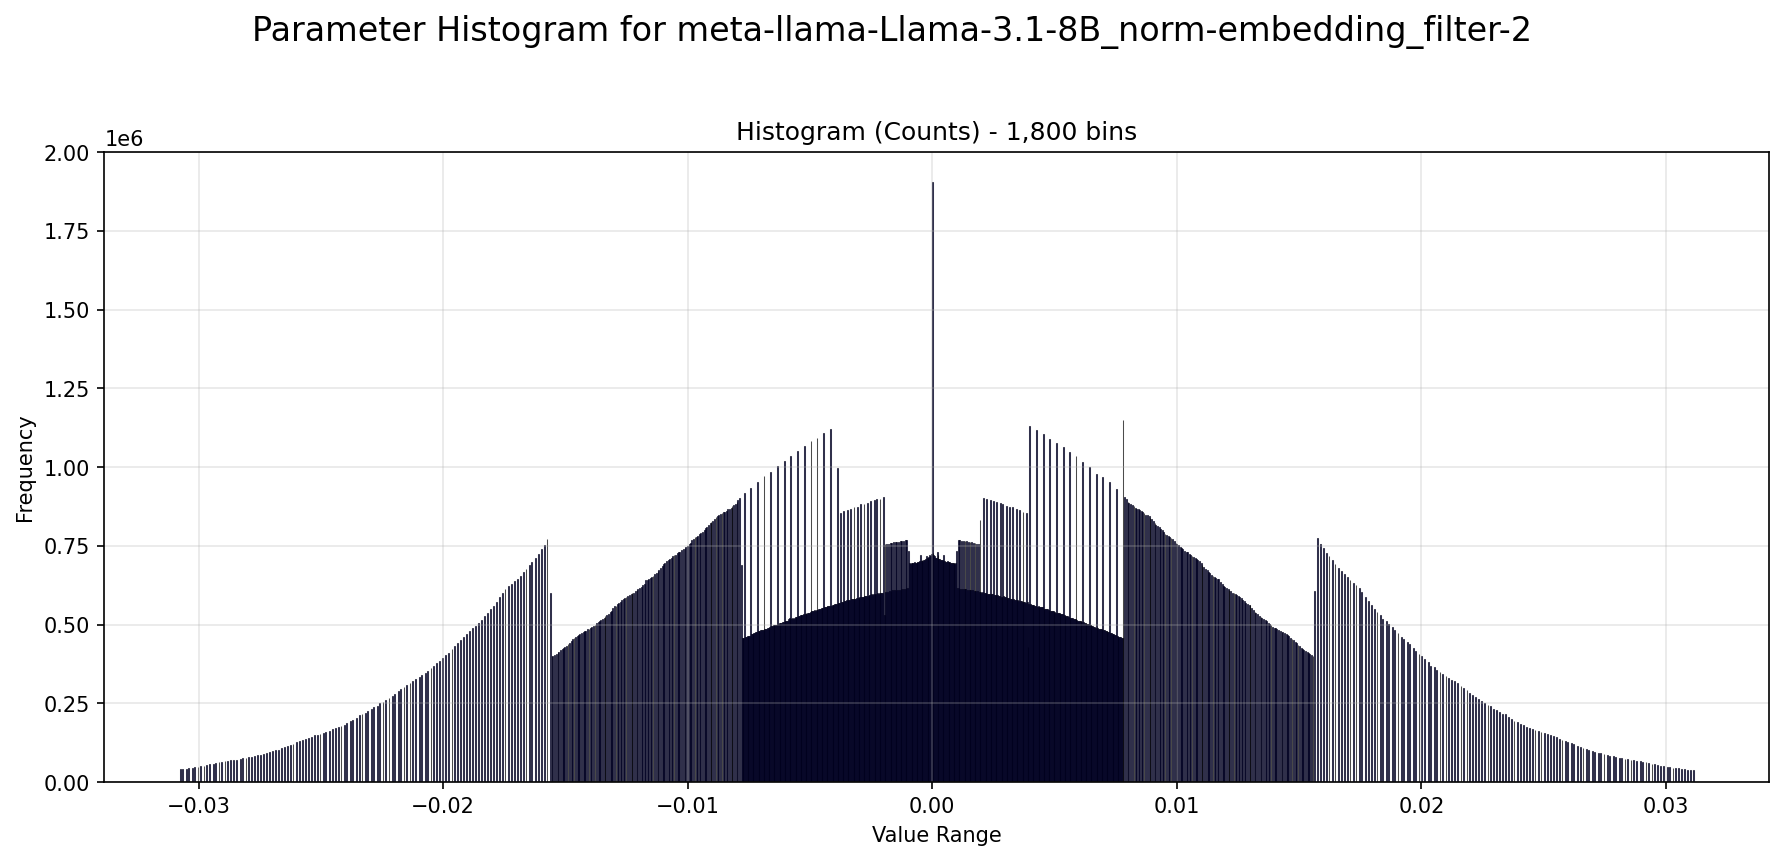 Parameter Histogram for meta-llama-Llama-3.1-8B_norm-embedding_filter-2
Histogram (Counts) - 1,800 bins
1e6
2.00
1.75
1.50
1.25
1.00
0.75
0.50
0.25
0.00
Frequency
−0.03 −0.02 −0.01 0.00 0.01 0.02 0.03
Value Range